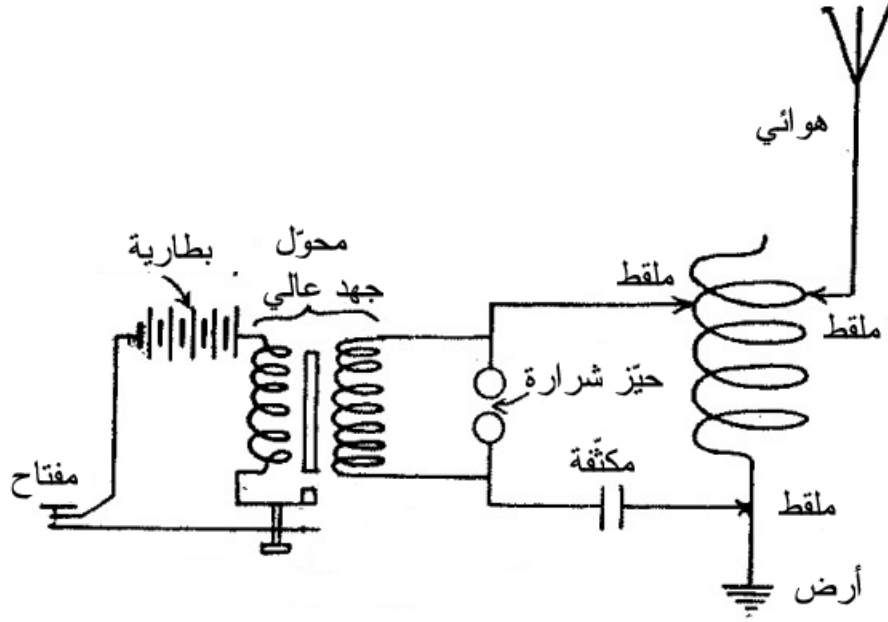 هوائي
محوّل
بطارية
جهد عالي
ملقط
ملقط
حيّز شرارة
مكثّفة
مفتاح
ملقط
أرض